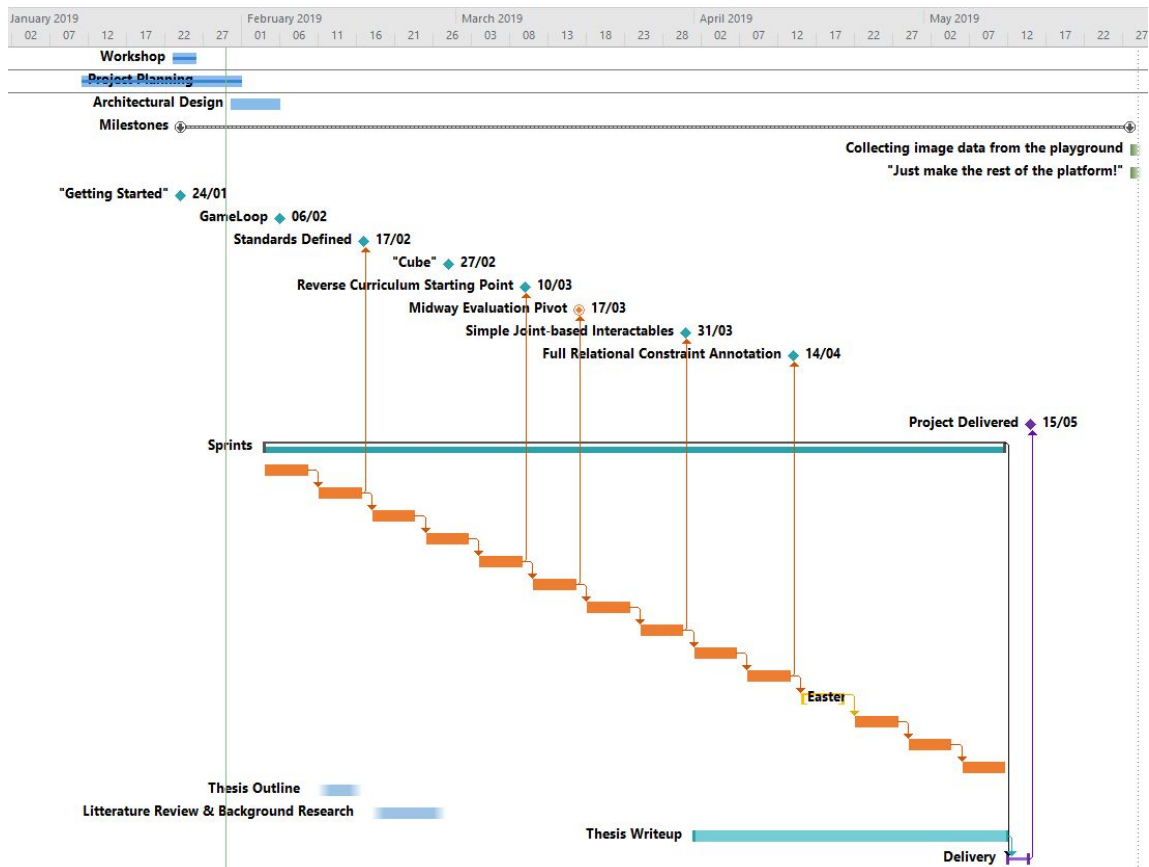 January 2019 February 2019 March 2019 April 2019 May 2019
02 07 12 17 22 27 01 06 11 16 21 26 03 08 13 18 23 28 02 07 12 17 22 27 02 07 12 17 22 27
Workshop
Project Planning
Architectural Design
Milestones
Collecting image data from the playground
"Just make the rest of the platform!"
"Getting Started" 24/01
GameLoop 06/02
Standards Defined 17/02
"Cube" 27/02
Reverse Curriculum Starting Point 10/03
Midway Evaluation Pivot 17/03
Simple Joint-based Interactables 31/03
Full Relational Constraint Annotation 14/04
Project Delivered 15/05
Sprints
Easter
Thesis Outline
Litterature Review & Background Research
Thesis Writeup
Delivery